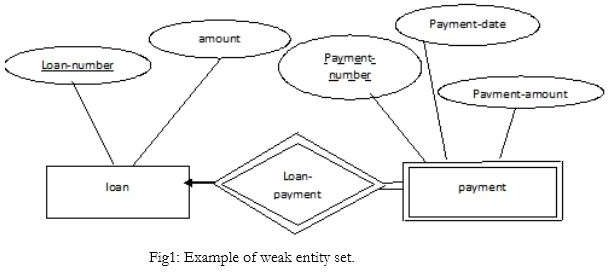 Payment-date
amount
Loan-number
Payment-
number
Payment-amount
loan
Loan-
payment
payment
Fig1: Example of weak entity set.